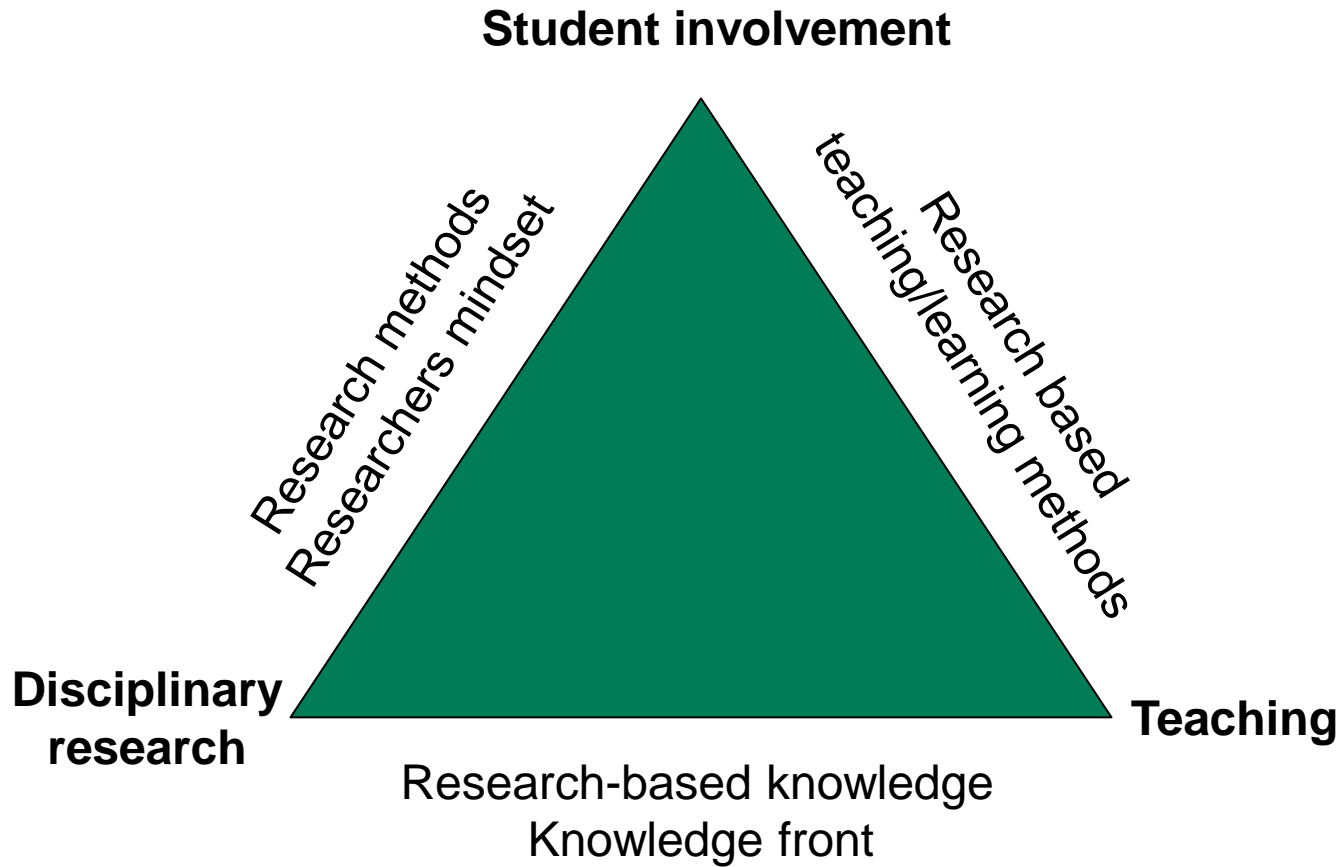 Student involvement
Research methods
Researchers mindset
Research based
teaching/learning methods
Disciplinary
research
Teaching
Research-based knowledge
Knowledge front